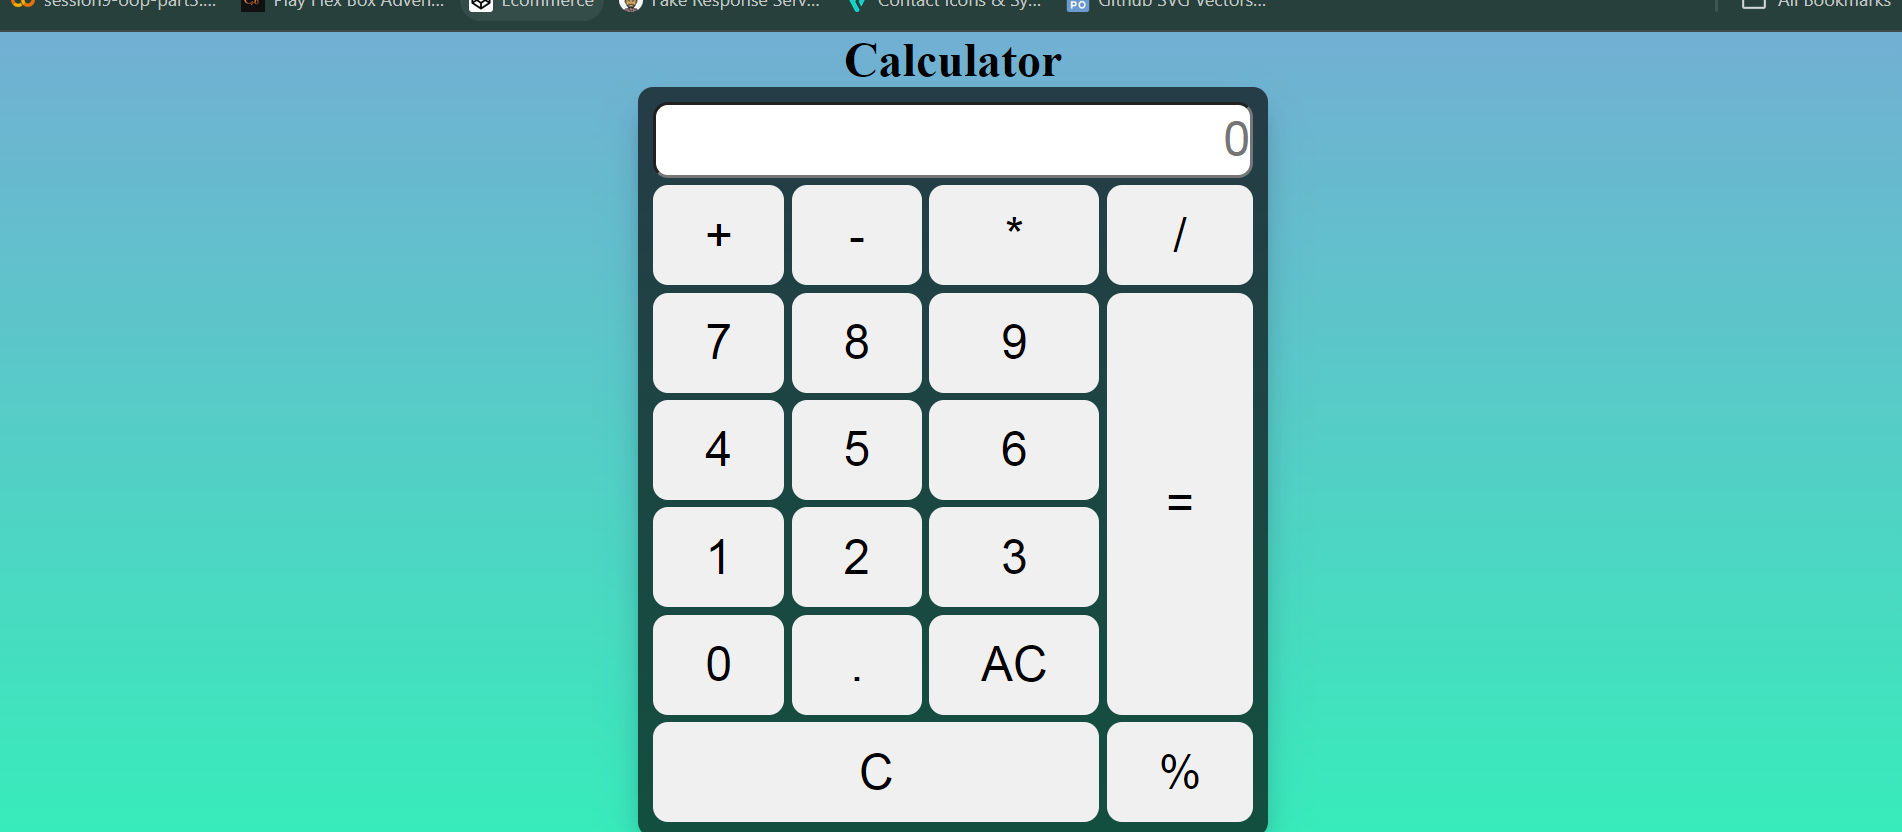 session9-oop-part3.... Play Flex Box Adven... Ecommerce Fake Response Serv... Contact Icons & Sy... PO Github SVG Vectors... All Bookmarks
Calculator
0
+ - * /
7 8 9
4 5 6
=
1 2 3
0 . AC
C %